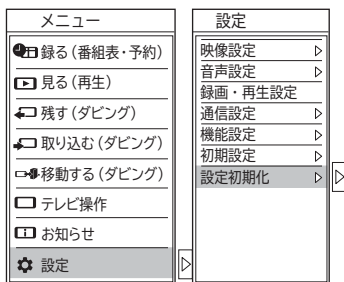 メニュー
録る（番組表・予約）
見る（再生）
残す（ダビング）
取り込む（ダビング）
移動する（ダビング）
テレビ操作
お知らせ
設定
設定
映像設定
音声設定
録画・再生設定
通信設定
機能設定
初期設定
設定初期化